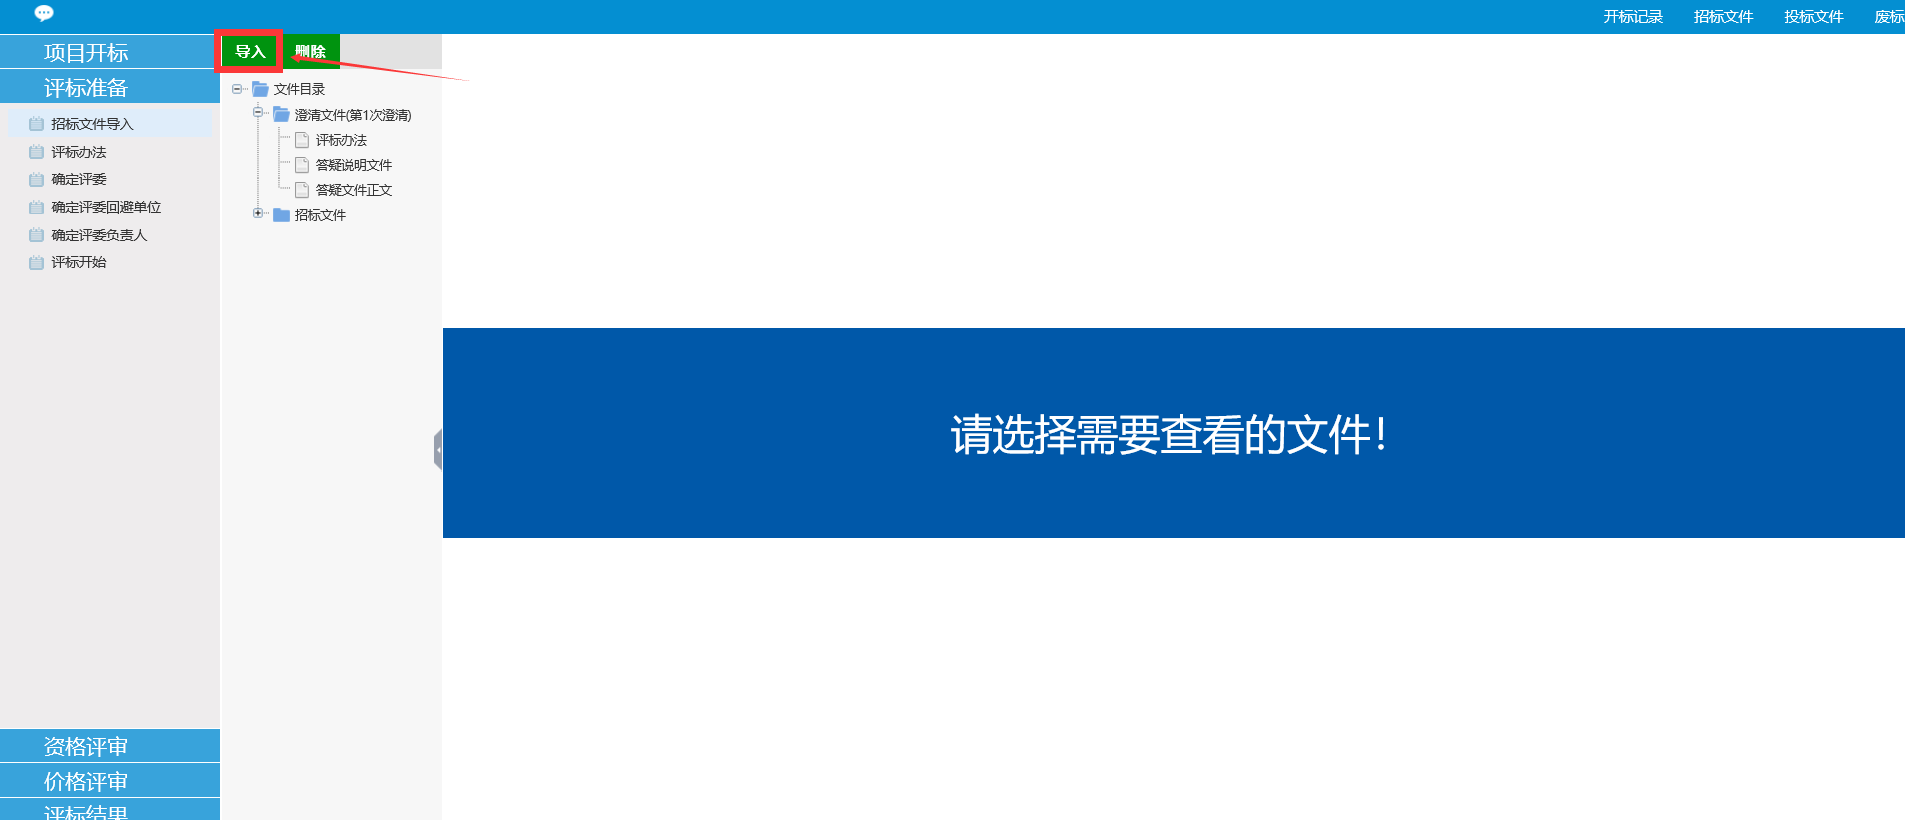 开标记录 招标文件 投标文件 废标
项目开标
评标准备
招标文件导入
评标办法
确定评委
确定评委回避单位
确定评委负责人
评标开始
资格评审
价格评审
评标结果
导入 删除
文件目录
澄清文件(第1次澄清)
评标办法
答疑说明文件
答疑文件正文
招标文件
请选择需要查看的文件!